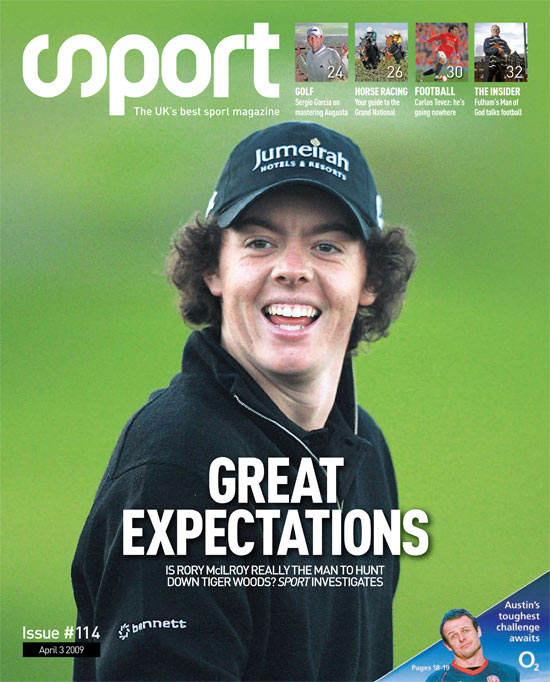 sport
The UK's best sport magazine
24
GOLF
Sergio Garcia on
mastering Augusta
26
HORSE RACING
Your guide to the
Grand National
30
FOOTBALL
Carlos Tevez: he's
going nowhere
32
THE INSIDER
Fulham's Man of
God talks football
Jumeirah
HOTELS & RESORTS
GREAT
EXPECTATIONS
IS RORY McILROY REALLY THE MAN TO HUNT
DOWN TIGER WOODS? SPORT INVESTIGATES
bennett
Issue #114
April 3 2009
Austin's
toughest
challenge
awaits
Pages 18-19
O2